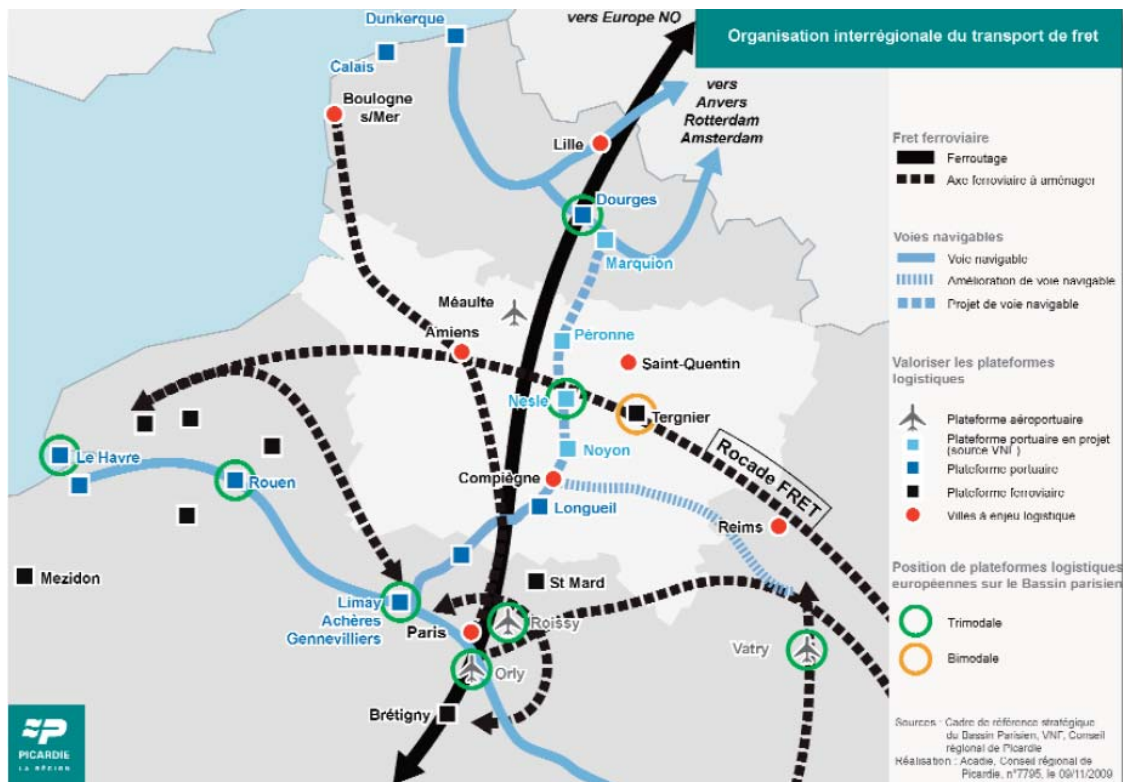 Organisation interrégionale du transport de fret
Dunkerque
vers Europe NO
Calais
vers
Anvers
Rotterdam
Amsterdam
Boulogne
s/Mer
Lille
Dourges
Marquion
Méaulte
Amiens
Péronne
Saint-Quentin
Nesle
Tergnier
Rocade FRET
Le Havre
Rouen
Noyon
Compiègne
Longueil
Reims
Mezidon
St Mard
Limay
Achères
Gennevilliers
Paris
Roissy
Orly
Vatry
Brétigny
PICARDIE
LA RÉGION
Fret ferroviaire
Ferroutage
Axe ferroviaire à aménager
Voies navigables
Voie navigable
Amélioration de voie navigable
Projet de voie navigable
Valoriser les plateformes
logistiques
Plateforme aéroportuaire
Plateforme portuaire en projet
(source VNF)
Plateforme portuaire
Plateforme ferroviaire
Villes à enjeu logistique
Position de plateformes logistiques
européennes sur le Bassin parisien
Trimodale
Bimodale
Sources : Cadre de référence stratégique
du Bassin Parisien, VNF, Conseil
régional de Picardie
Réalisation : Acadie, Conseil régional de
Picardie, n°7795, le 09/11/2009